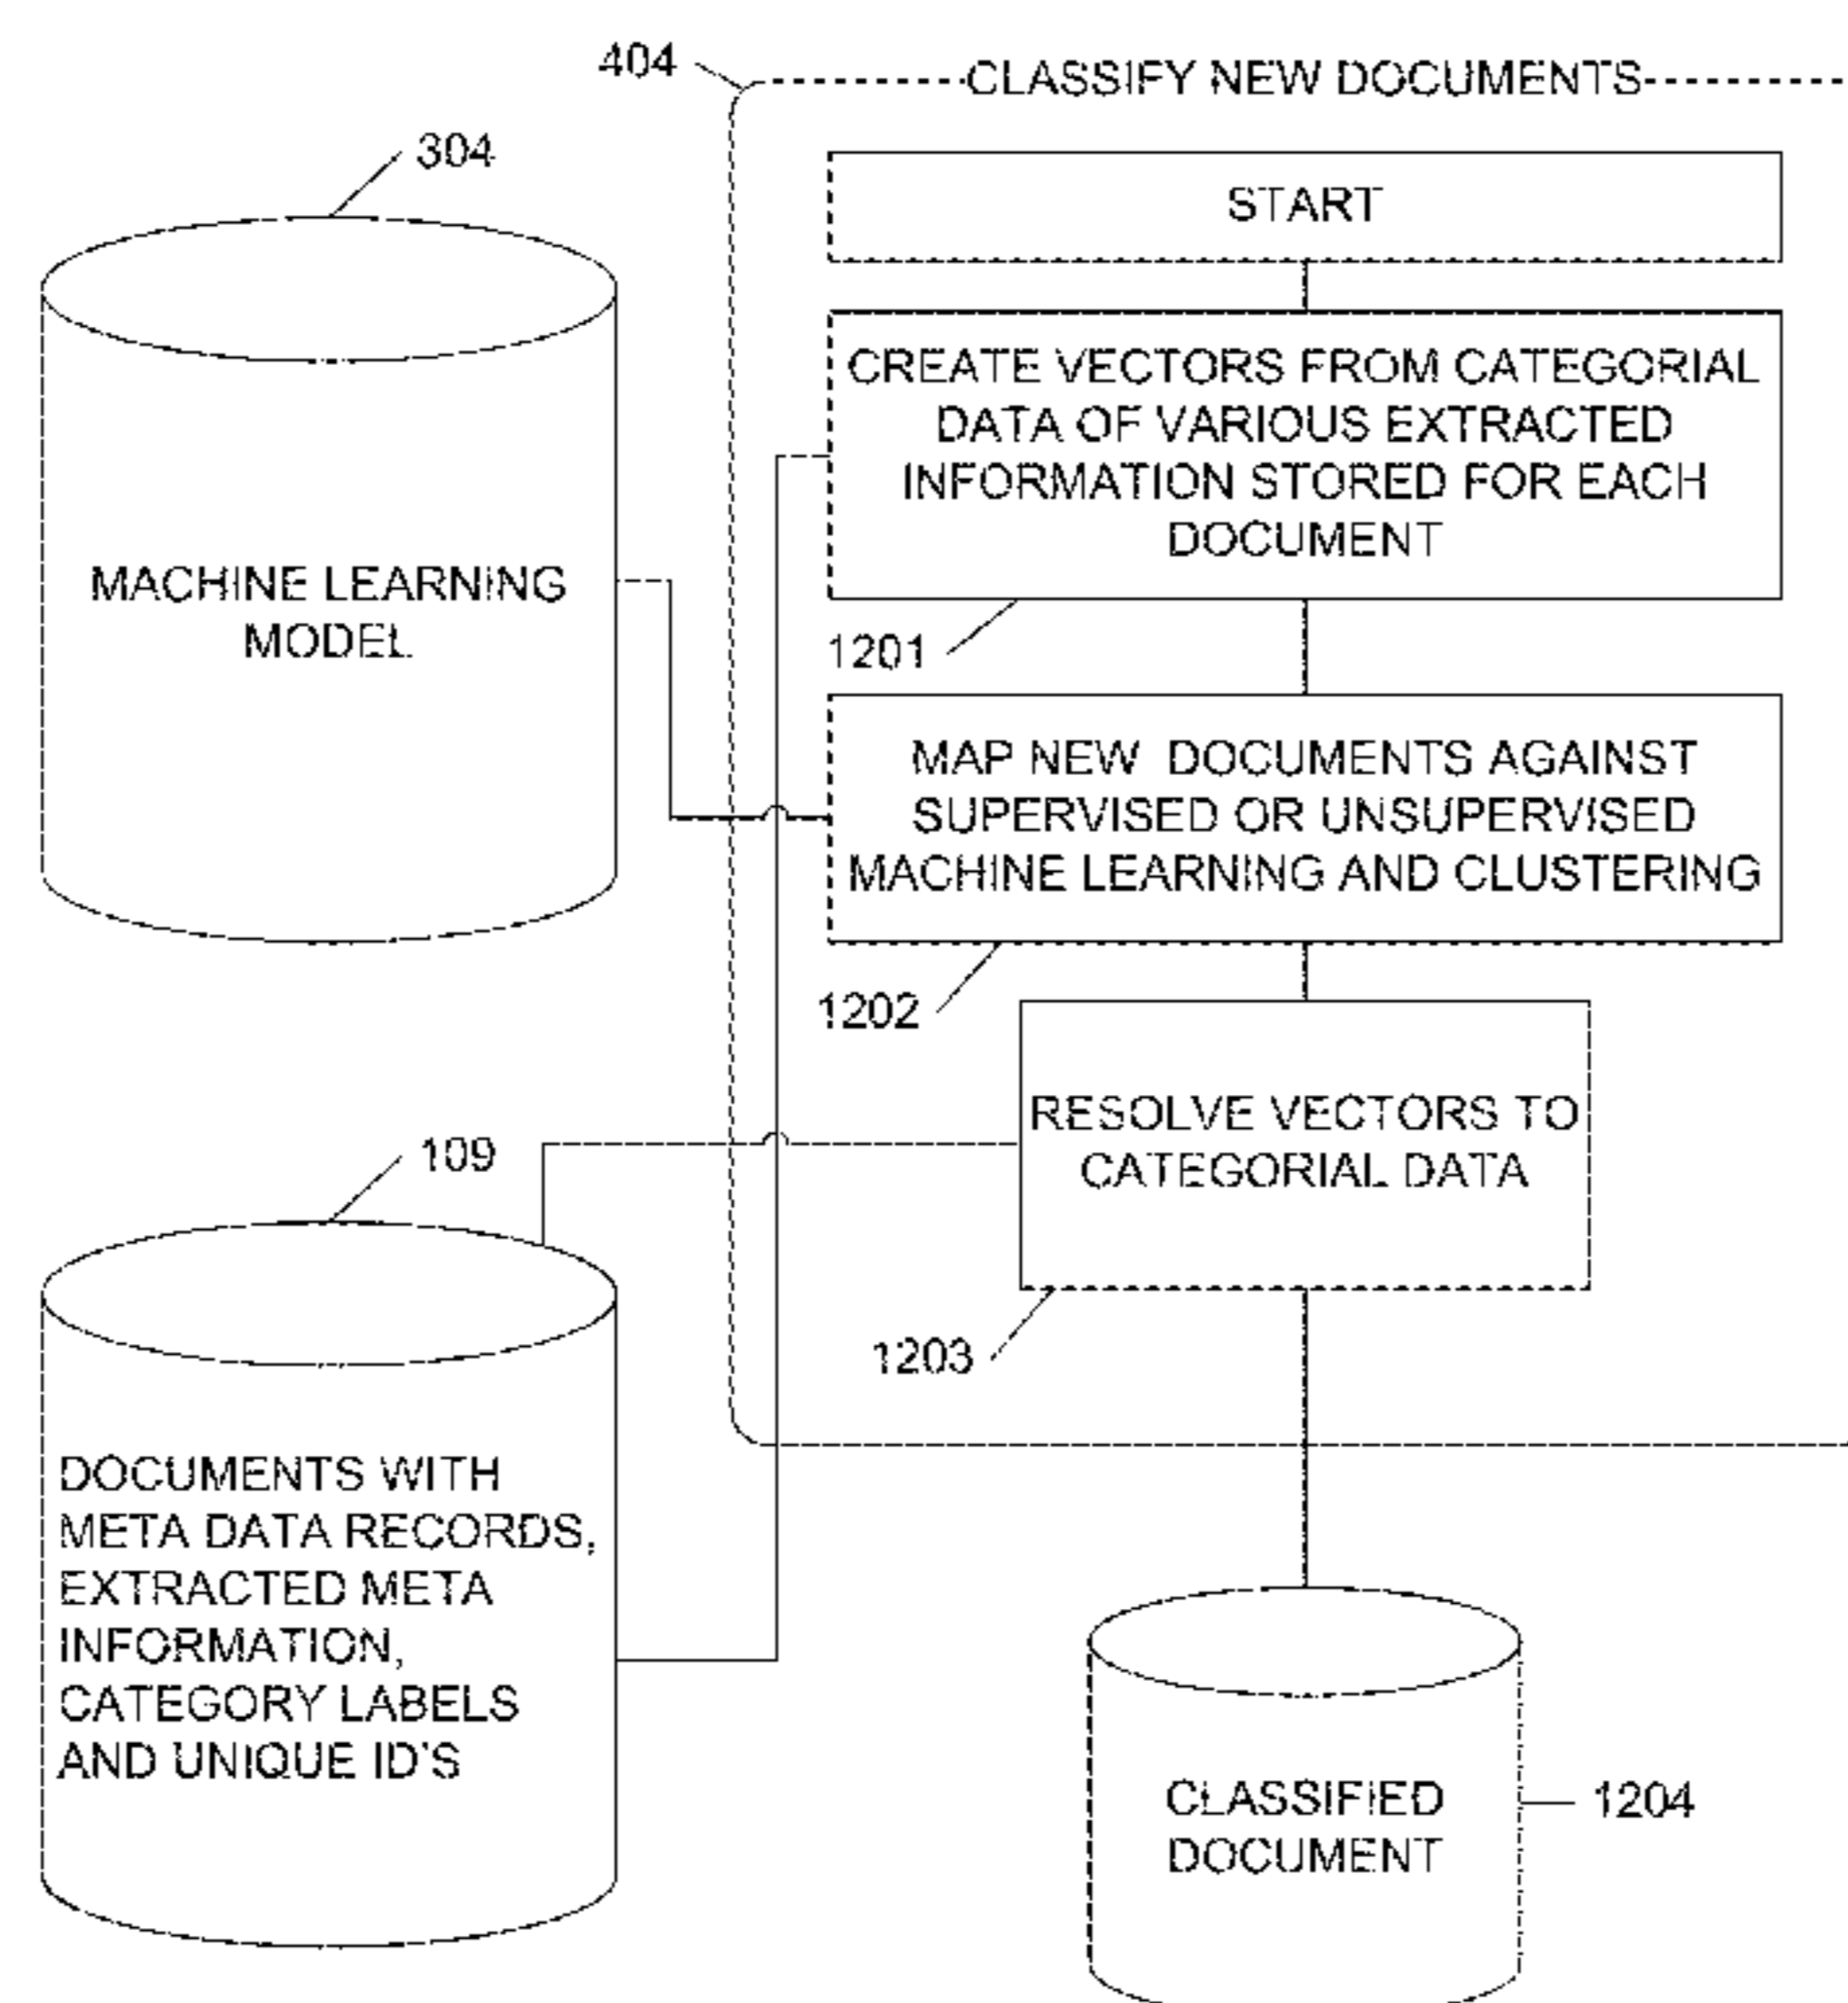 404
CLASSIFY NEW DOCUMENTS
304
START
CREATE VECTORS FROM CATEGORIAL
DATA OF VARIOUS EXTRACTED
INFORMATION STORED FOR EACH
DOCUMENT
MACHINE LEARNING
MODEL
1201
MAP NEW DOCUMENTS AGAINST
SUPERVISED OR UNSUPERVISED
MACHINE LEARNING AND CLUSTERING
1202
RESOLVE VECTORS TO
CATEGORIAL DATA
109
1203
DOCUMENTS WITH
META DATA RECORDS,
EXTRACTED META
INFORMATION,
CATEGORY LABELS
AND UNIQUE ID'S
CLASSIFIED
DOCUMENT
1204